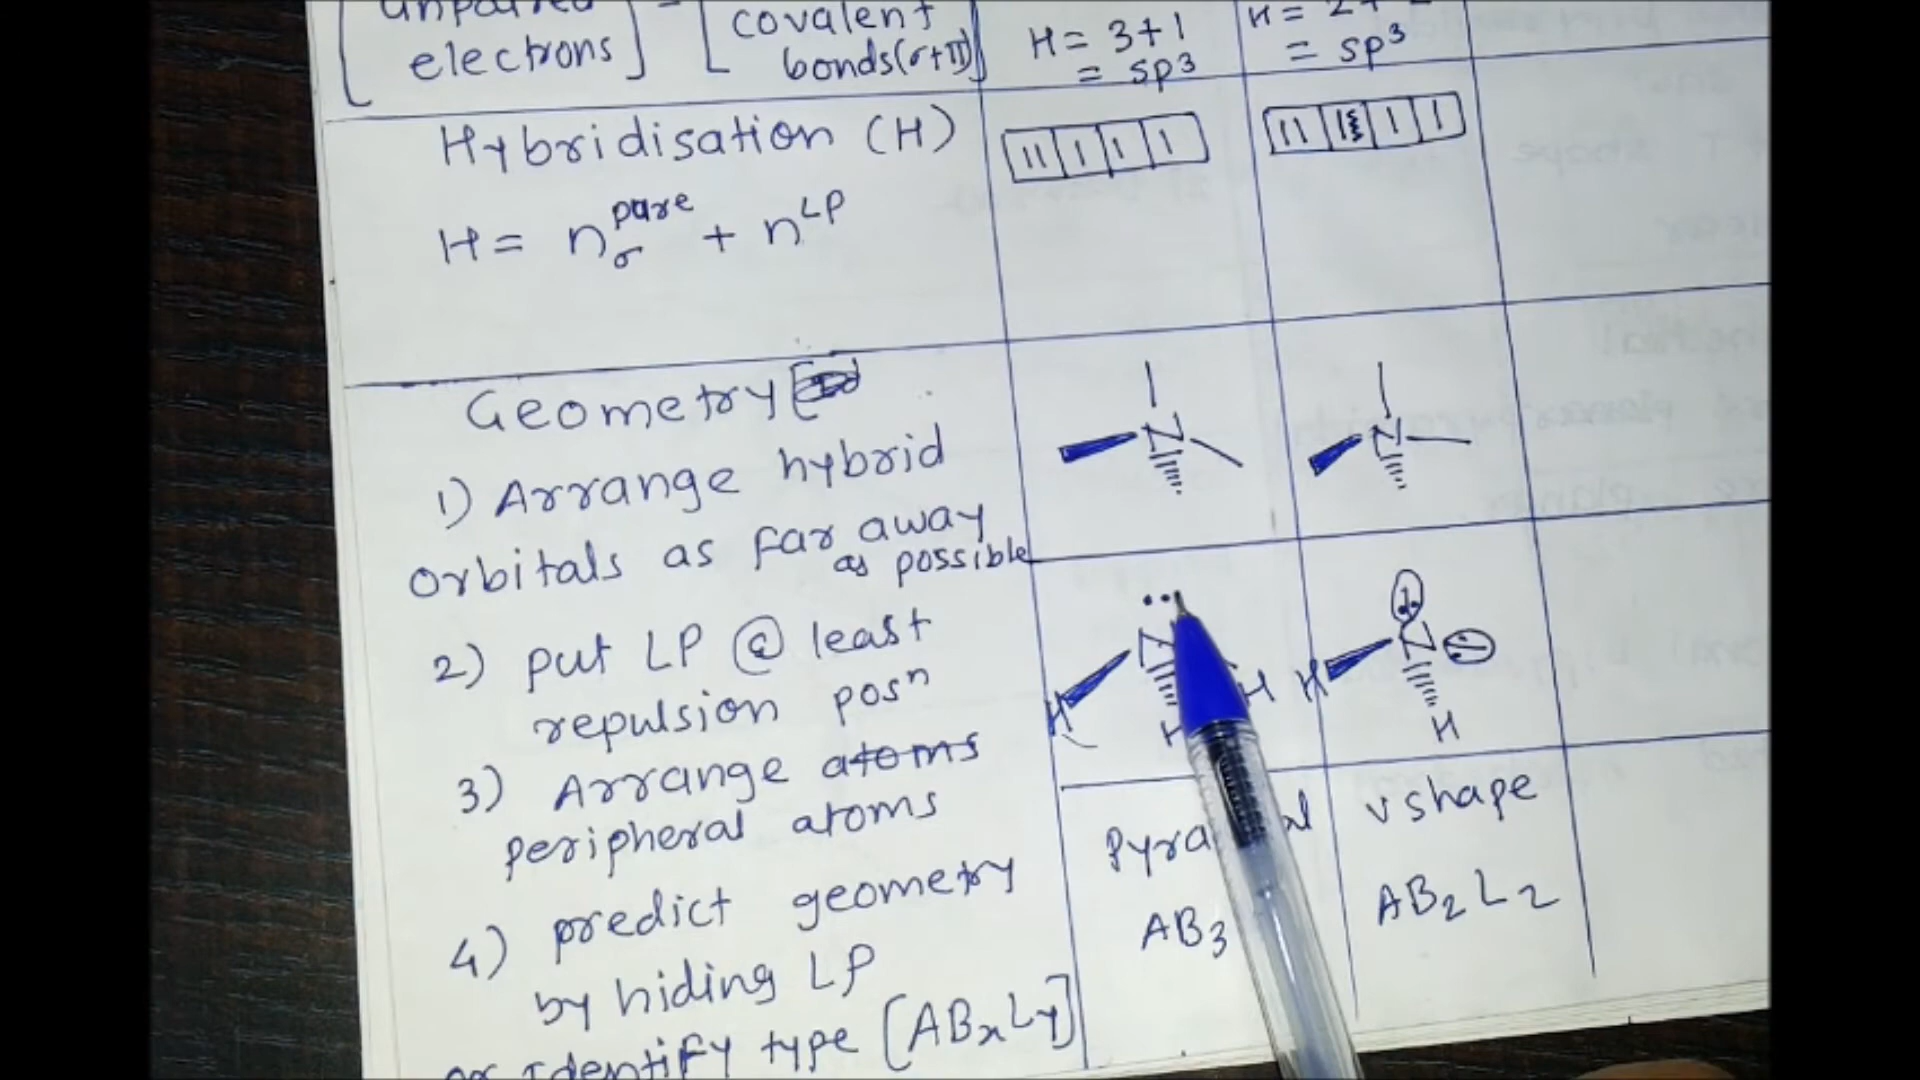 electrons
covalent
bonds(σ+π)
H = 3+1
= sp³
= sp³
Hybridisation (H)
H = nσ^pure + n^LP
Geometry
1) Arrange hybrid
orbitals as far away
as possible
2) put LP @ least
repulsion posⁿ
3) Arrange atoms
peripheral atoms
4) predict geometry
by hiding LP
or Identify type [ABxLy]
N
N
N
H
H
H
N
H
H
v shape
AB₃
AB₂L₂